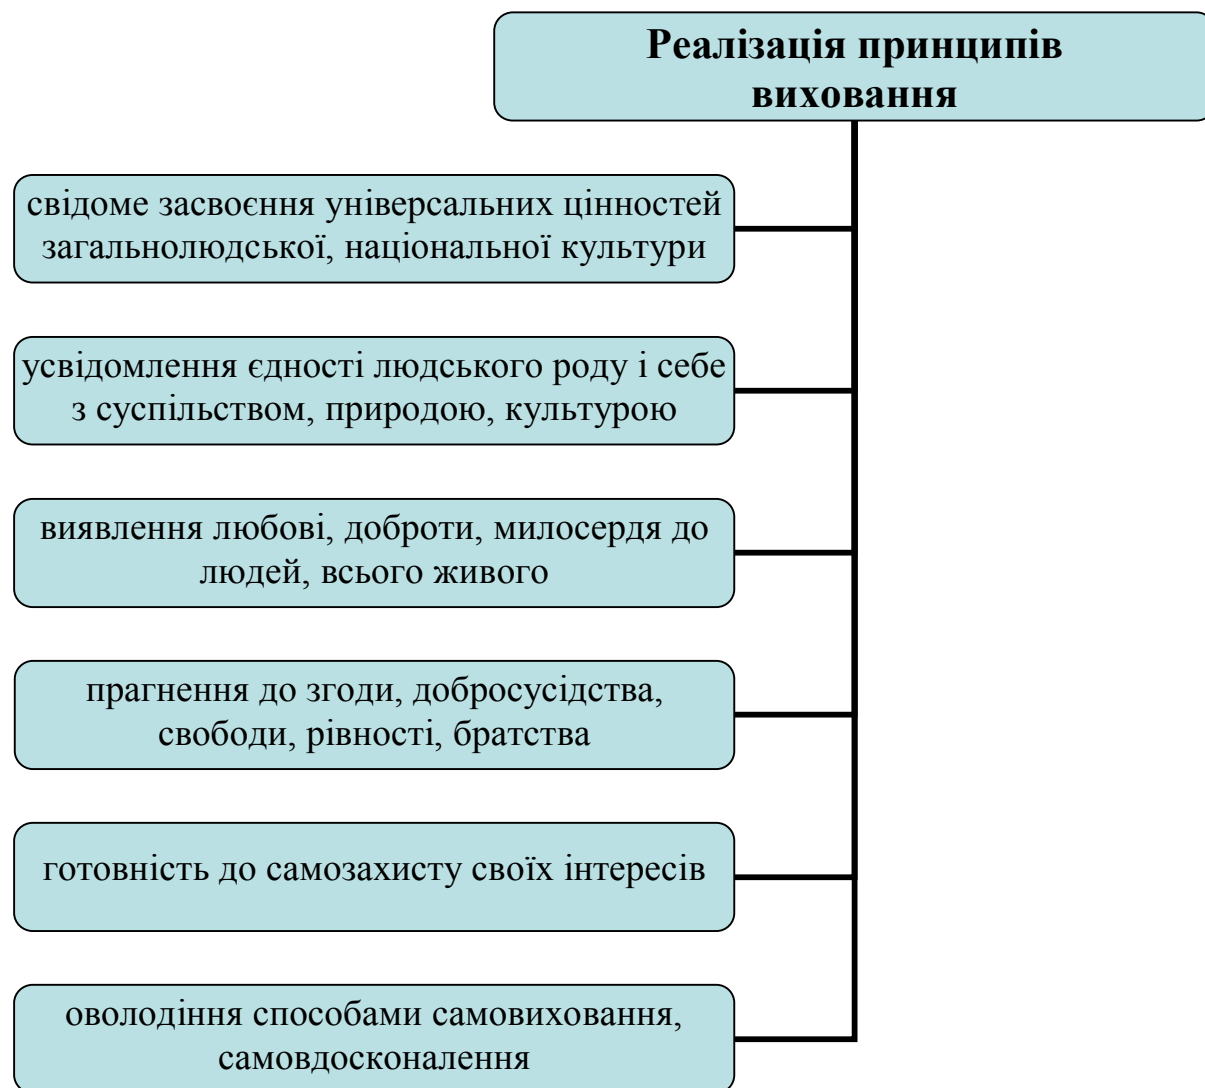 Реалізація принципів
виховання
свідоме засвоєння універсальних цінностей
загальнолюдської, національної культури
усвідомлення єдності людського роду і себе
з суспільством, природою, культурою
виявлення любові, доброти, милосердя до
людей, всього живого
прагнення до згоди, добросусідства,
свободи, рівності, братства
готовність до самозахисту своїх інтересів
оволодіння способами самовиховання,
самовдосконалення